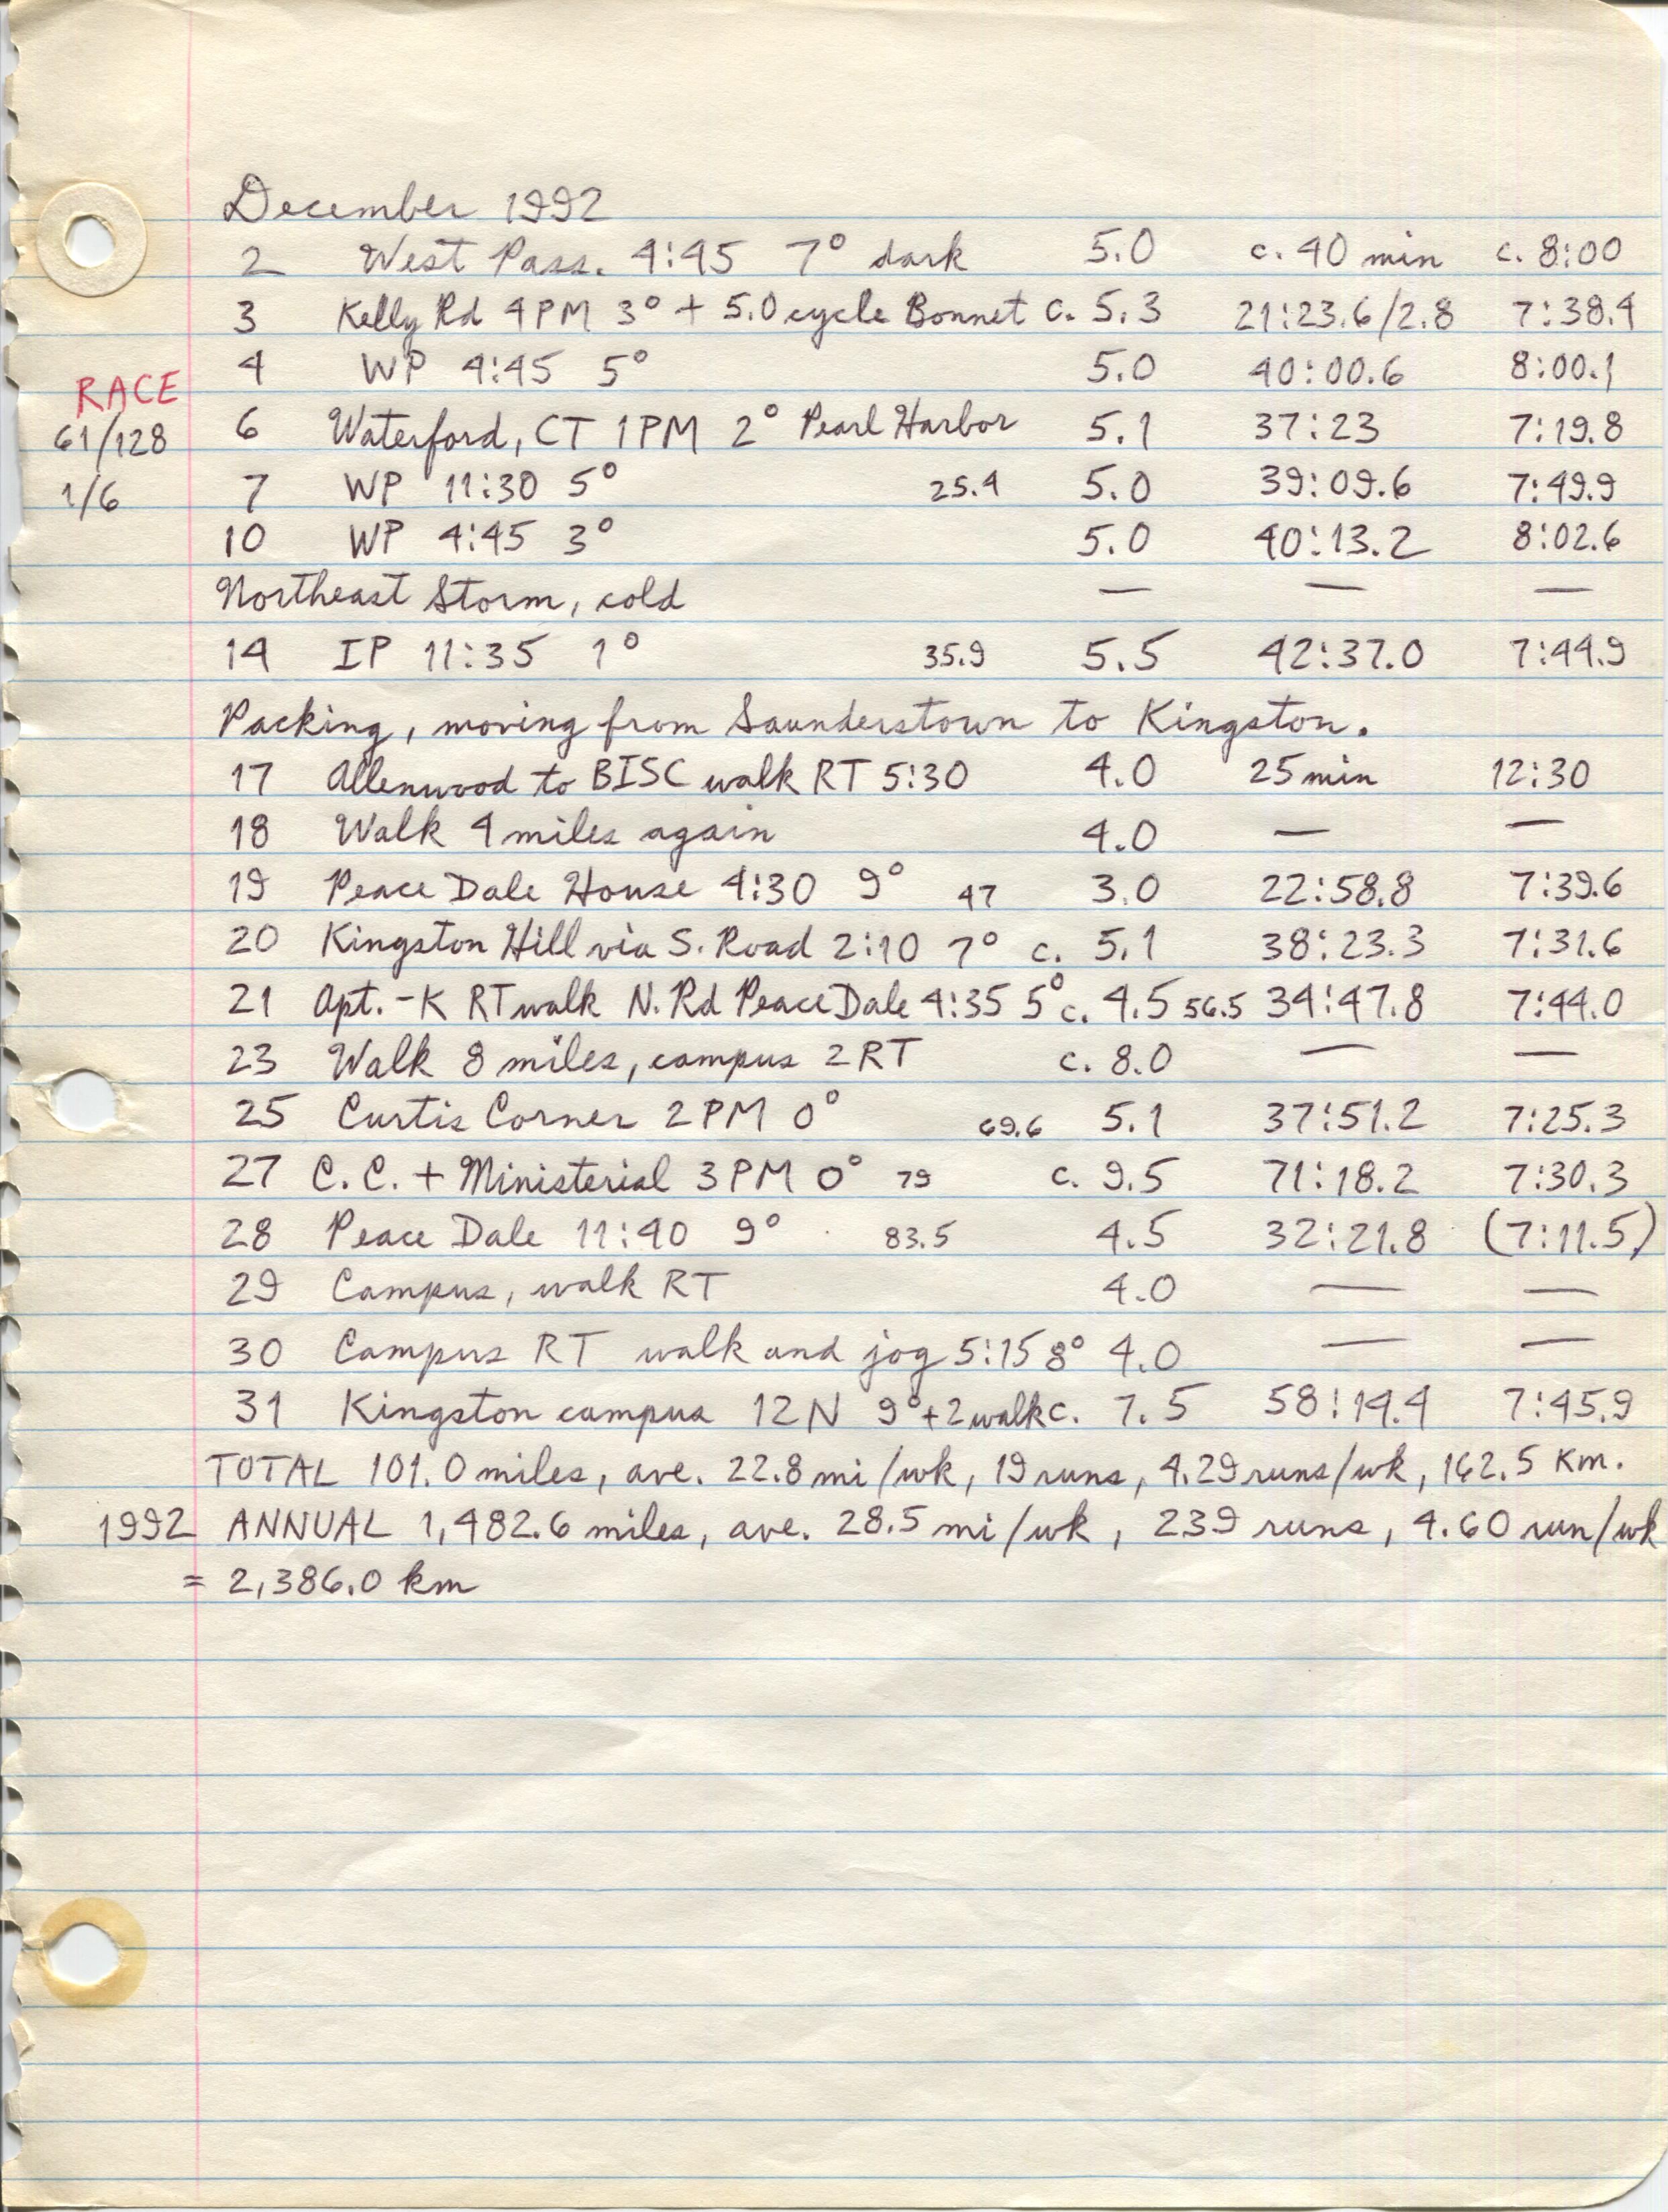 December 1992
2 West Pass. 4:45 7° dark 5.0 c. 40 min c. 8:00
3 Kelly Rd 4PM 3° + 5.0 cycle Bonnet c. 5.3 21:23.6/2.8 7:38.4
4 WP 4:45 5° 5.0 40:00.6 8:00.1
RACE
61/128 6 Waterford, CT 1PM 2° Pearl Harbor 5.1 37:23 7:19.8
1/6 7 WP 11:30 5° 25.4 5.0 39:09.6 7:49.9
10 WP 4:45 3° 5.0 40:13.2 8:02.6
Northeast Storm, cold — — —
14 IP 11:35 1° 35.9 5.5 42:37.0 7:44.9
Packing, moving from Saunderstown to Kingston.
17 Allenwood to BISC walk RT 5:30 4.0 25 min 12:30
18 Walk 4 miles again 4.0 — —
19 Peace Dale House 4:30 9° 47 3.0 22:58.8 7:39.6
20 Kingston Hill via S. Road 2:10 7° c. 5.1 38:23.3 7:31.6
21 Apt. - K RT walk N. Rd Peace Dale 4:35 5° c. 4.5 56.5 34:47.8 7:44.0
23 Walk 8 miles, campus 2 RT c. 8.0 — —
25 Curtis Corner 2PM 0° 69.6 5.1 37:51.2 7:25.3
27 C.C. + Ministerial 3PM 0° 79 c. 9.5 71:18.2 7:30.3
28 Peace Dale 11:40 9° 83.5 4.5 32:21.8 (7:11.5)
29 Campus, walk RT 4.0 — —
30 Campus RT walk and jog 5:15 8° 4.0 — —
31 Kingston campus 12N 9° + 2 walk c. 7.5 58:14.4 7:45.9
TOTAL 101.0 miles, ave. 22.8 mi/wk, 19 runs, 4.29 runs/wk, 162.5 Km.
1992 ANNUAL 1,482.6 miles, ave. 28.5 mi/wk, 239 runs, 4.60 run/wk
= 2,386.0 km